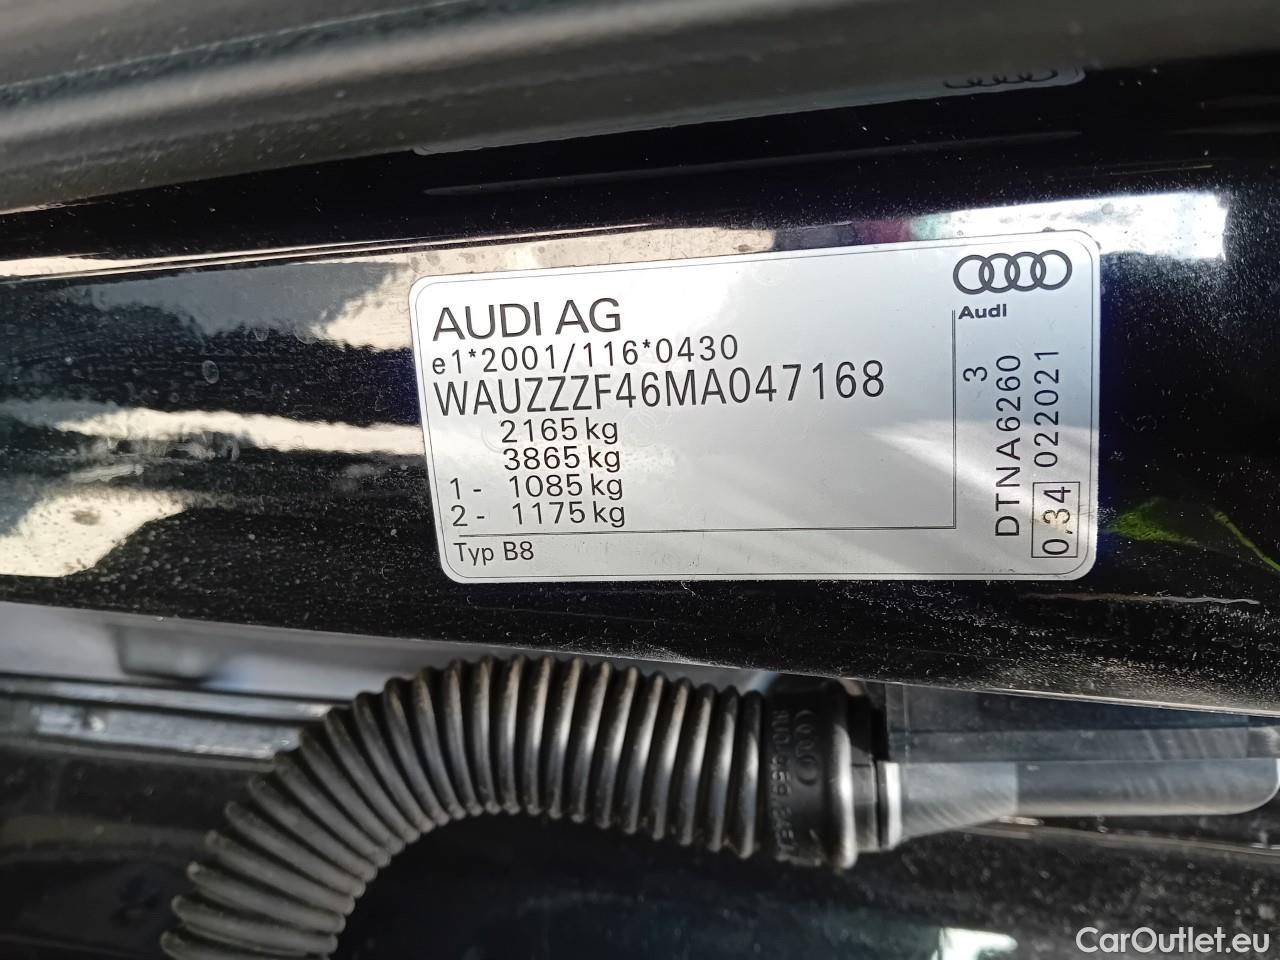 AUDI AG
e1*2001/116*0430
WAUZZZF46MA047168
2165 kg
3865 kg
1 - 1085 kg
2 - 1175 kg
Typ B8
Audi
3
DTNA6260
0,34 022021
CarOutlet.eu